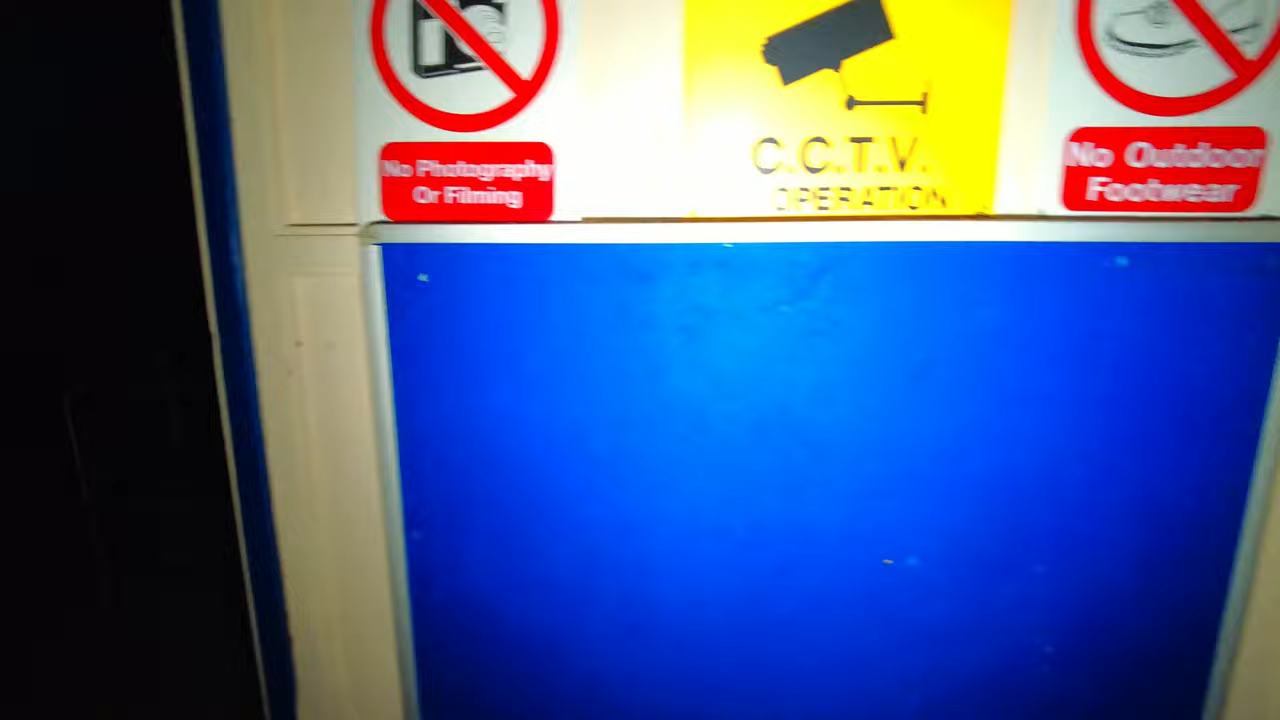 No Photography
Or Filming
C.C.T.V.
OPERATION
No Outdoor
Footwear